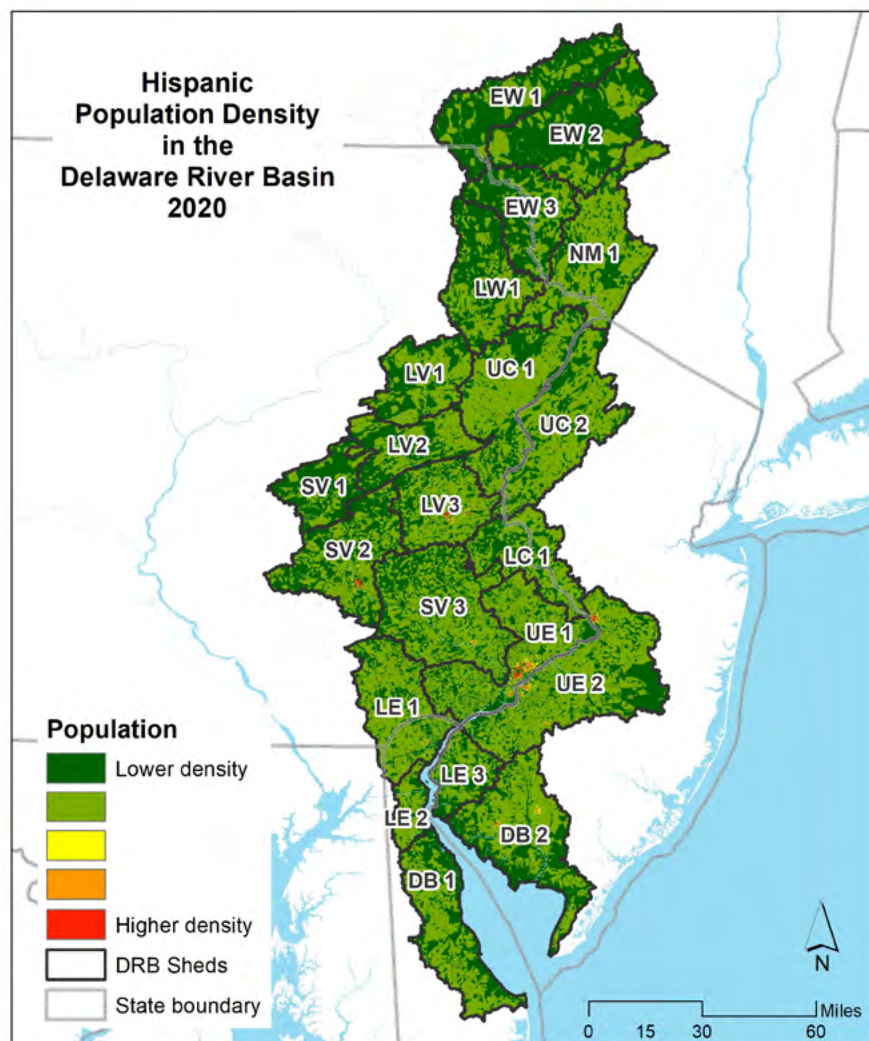 Hispanic
Population Density
in the
Delaware River Basin
2020
EW 1
EW 2
EW 3
NM 1
LW 1
UC 1
LV 1
UC 2
LV 2
SV 1
LV 3
SV 2
LC 1
SV 3
UE 1
UE 2
LE 1
LE 3
LE 2
DB 2
DB 1
Population
Lower density
Higher density
DRB Sheds
State boundary
N
Miles
0 15 30 60